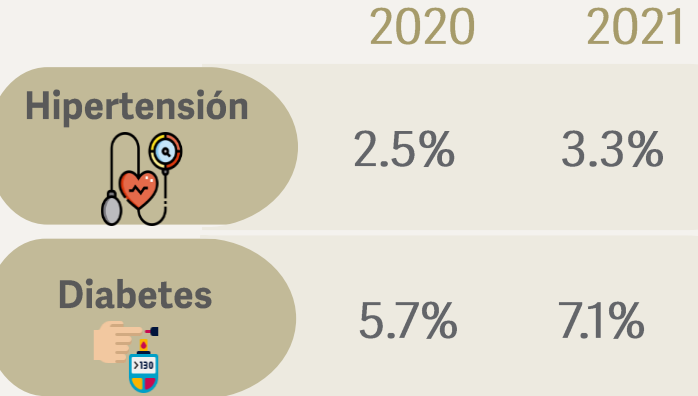 2020 2021
Hipertensión
2.5% 3.3%
Diabetes
5.7% 7.1%
>130